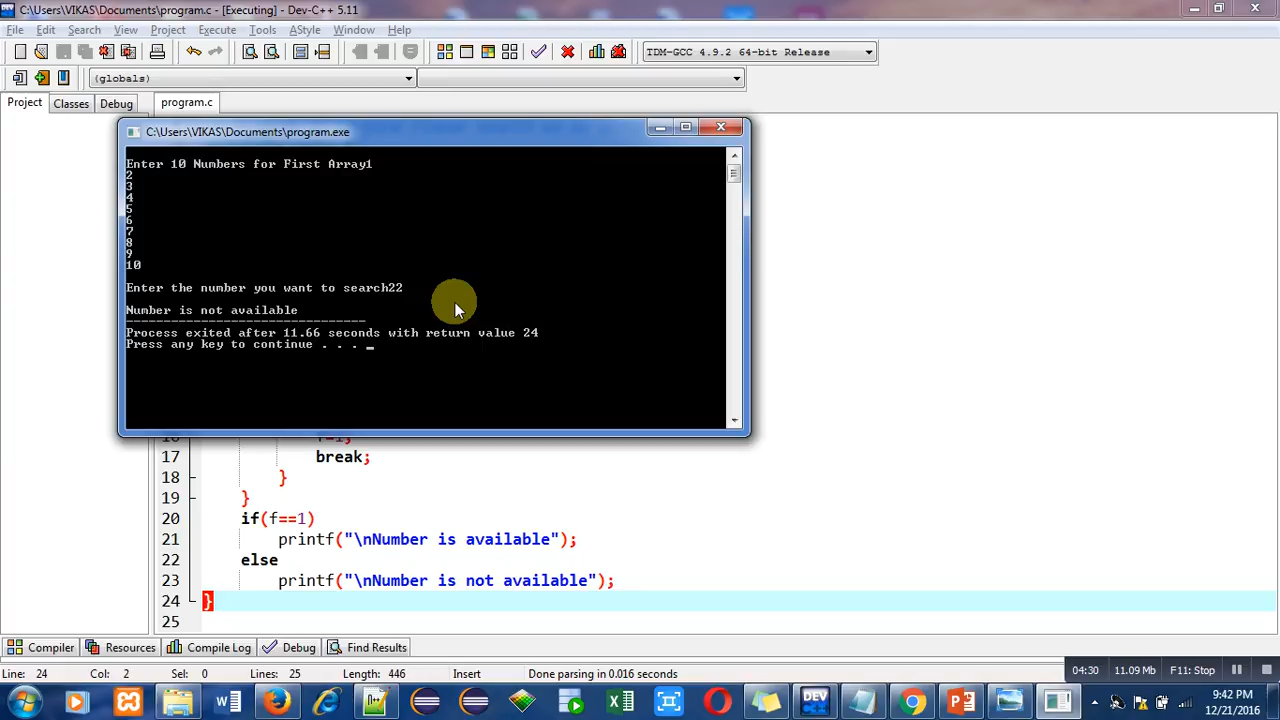 C:\Users\VIKAS\Documents\program.c - [Executing] - Dev-C++ 5.11
File Edit Search View Project Execute Tools AStyle Window Help
TDM-GCC 4.9.2 64-bit Release
(globals)
Project Classes Debug program.c
C:\Users\VIKAS\Documents\program.exe
Enter 10 Numbers for First Array1
2
3
4
5
6
7
8
9
10
Enter the number you want to search22
Number is not available
--------------------------------
Process exited after 11.66 seconds with return value 24
Press any key to continue . . . _
17 break;
18 }
19 }
20 if(f==1)
21 printf("\nNumber is available");
22 else
23 printf("\nNumber is not available");
24 }
25
Compiler Resources Compile Log Debug Find Results
Line: 24 Col: 2 Sel: 0 Lines: 25 Length: 446 Insert Done parsing in 0.016 seconds
04:30 11.09 Mb F11: Stop
DEV
9:42 PM
12/21/2016